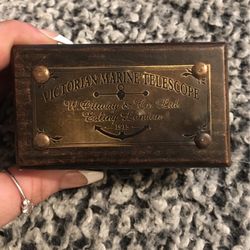 VICTORIAN MARINE TELESCOPE
W. Ottway & Co. Ltd
Ealing London
1915